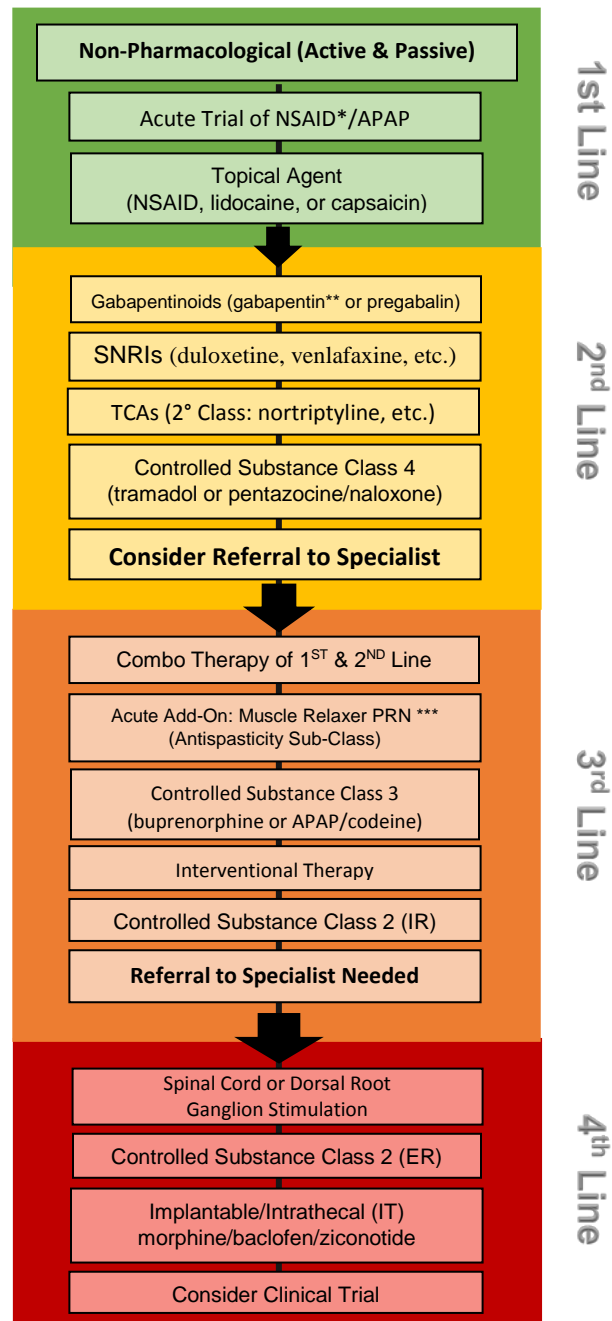 Non-Pharmacological (Active & Passive)
Acute Trial of NSAID*/APAP
Topical Agent
(NSAID, lidocaine, or capsaicin)
1st Line
Gabapentinoids (gabapentin** or pregabalin)
SNRIs (duloxetine, venlafaxine, etc.)
TCAs (2° Class: nortriptyline, etc.)
Controlled Substance Class 4
(tramadol or pentazocine/naloxone)
Consider Referral to Specialist
2nd Line
Combo Therapy of 1ST & 2ND Line
Acute Add-On: Muscle Relaxer PRN ***
(Antispasticity Sub-Class)
Controlled Substance Class 3
(buprenorphine or APAP/codeine)
Interventional Therapy
Controlled Substance Class 2 (IR)
Referral to Specialist Needed
3rd Line
Spinal Cord or Dorsal Root
Ganglion Stimulation
Controlled Substance Class 2 (ER)
Implantable/Intrathecal (IT)
morphine/baclofen/ziconotide
Consider Clinical Trial
4th Line